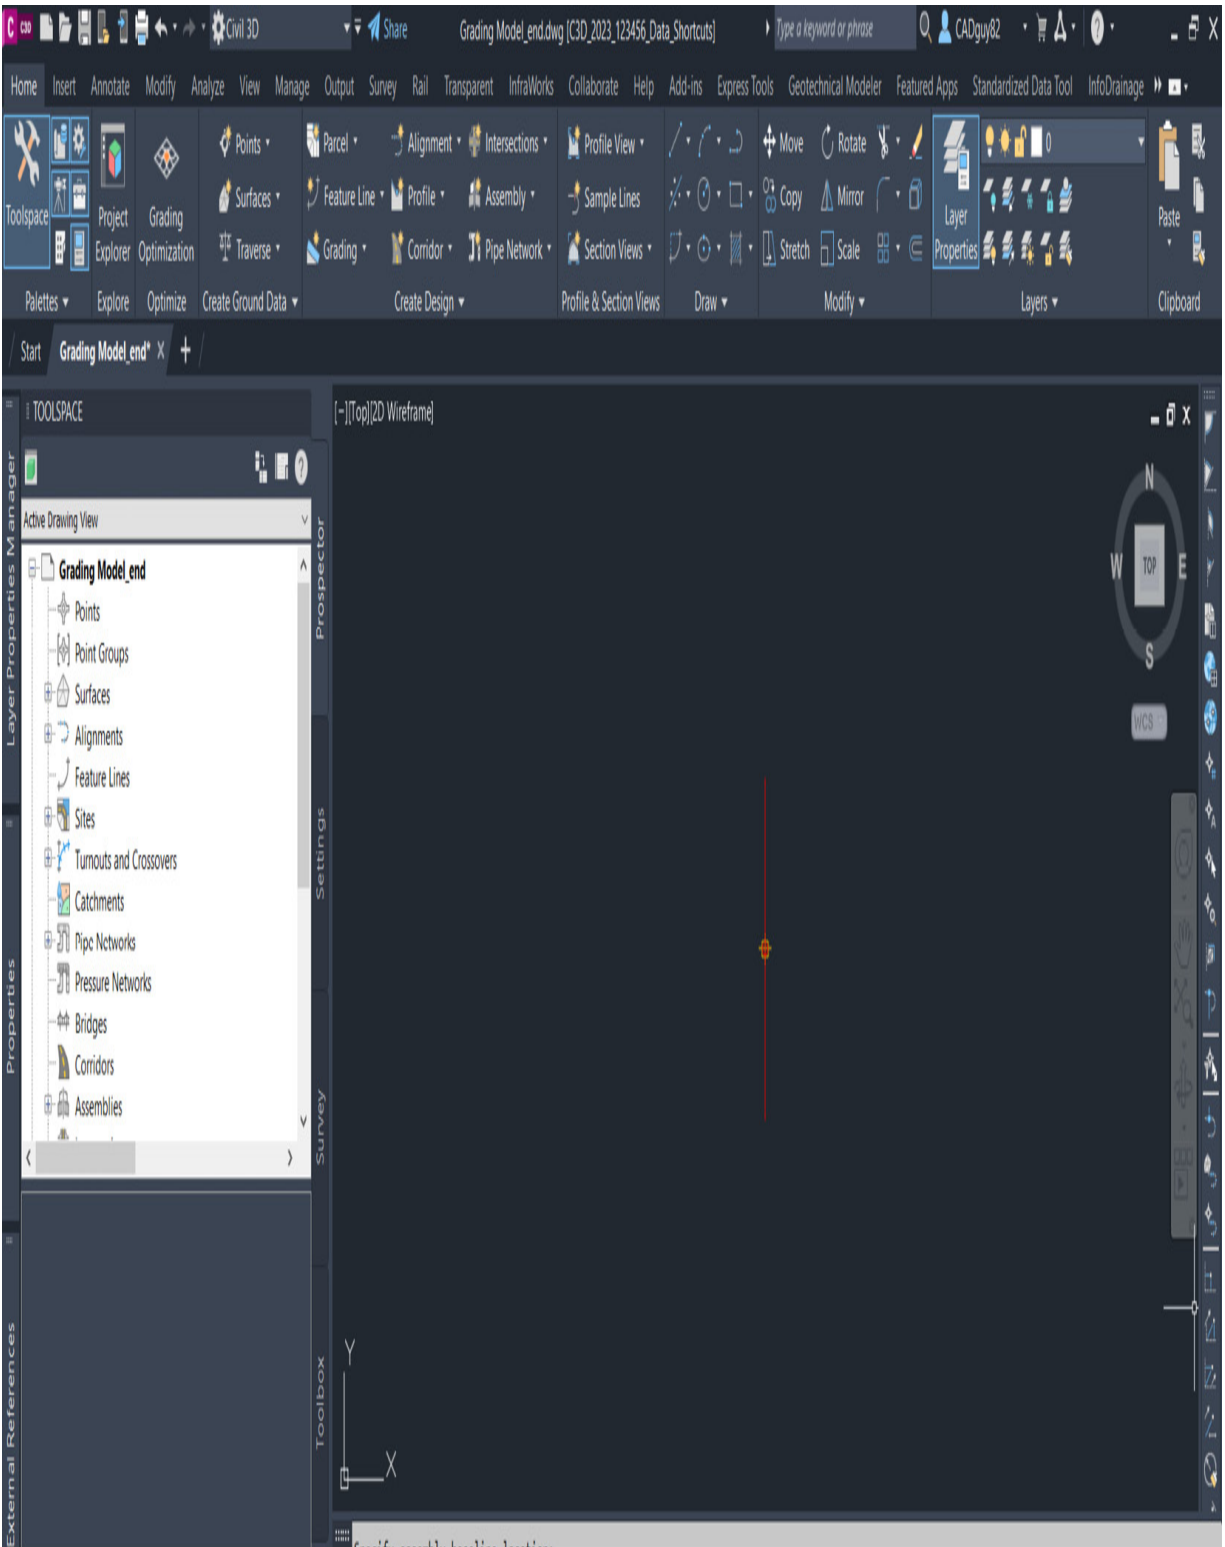 C C3D Civil 3D Share Grading Model_end.dwg [C3D_2023_123456_Data_Shortcuts] Type a keyword or phrase CADguy82 ? X
Home Insert Annotate Modify Analyze View Manage Output Survey Rail Transparent InfraWorks Collaborate Help Add-ins Express Tools Geotechnical Modeler Featured Apps Standardized Data Tool InfoDrainage
Points Parcel Alignment Intersections Profile View Move Rotate 0
Toolspace Project Explorer Grading Optimization Surfaces Feature Line Profile Assembly Sample Lines Copy Mirror Layer Properties Paste
Traverse Grading Corridor Pipe Network Section Views Stretch Scale
Palettes Explore Optimize Create Ground Data Create Design Profile & Section Views Draw Modify Layers Clipboard
Start Grading Model_end* X +
TOOLSPACE
[-][Top][2D Wireframe]
Active Drawing View
Grading Model_end
Points
Point Groups
Surfaces
Alignments
Feature Lines
Sites
Turnouts and Crossovers
Catchments
Pipe Networks
Pressure Networks
Bridges
Corridors
Assemblies
Layer Properties Manager
Properties
External References
Prospector
Settings
Survey
Toolbox
N
W TOP E
S
WCS
Y
X